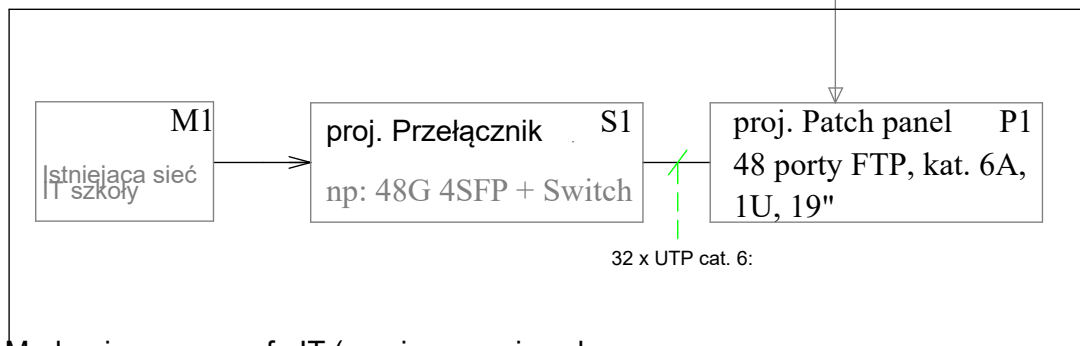 M1
Istniejąca sieć
IT szkoły
proj. Przełącznik S1
np: 48G 4SFP + Switch
proj. Patch panel P1
48 porty FTP, kat. 6A,
1U, 19"
32 x UTP cat. 6: